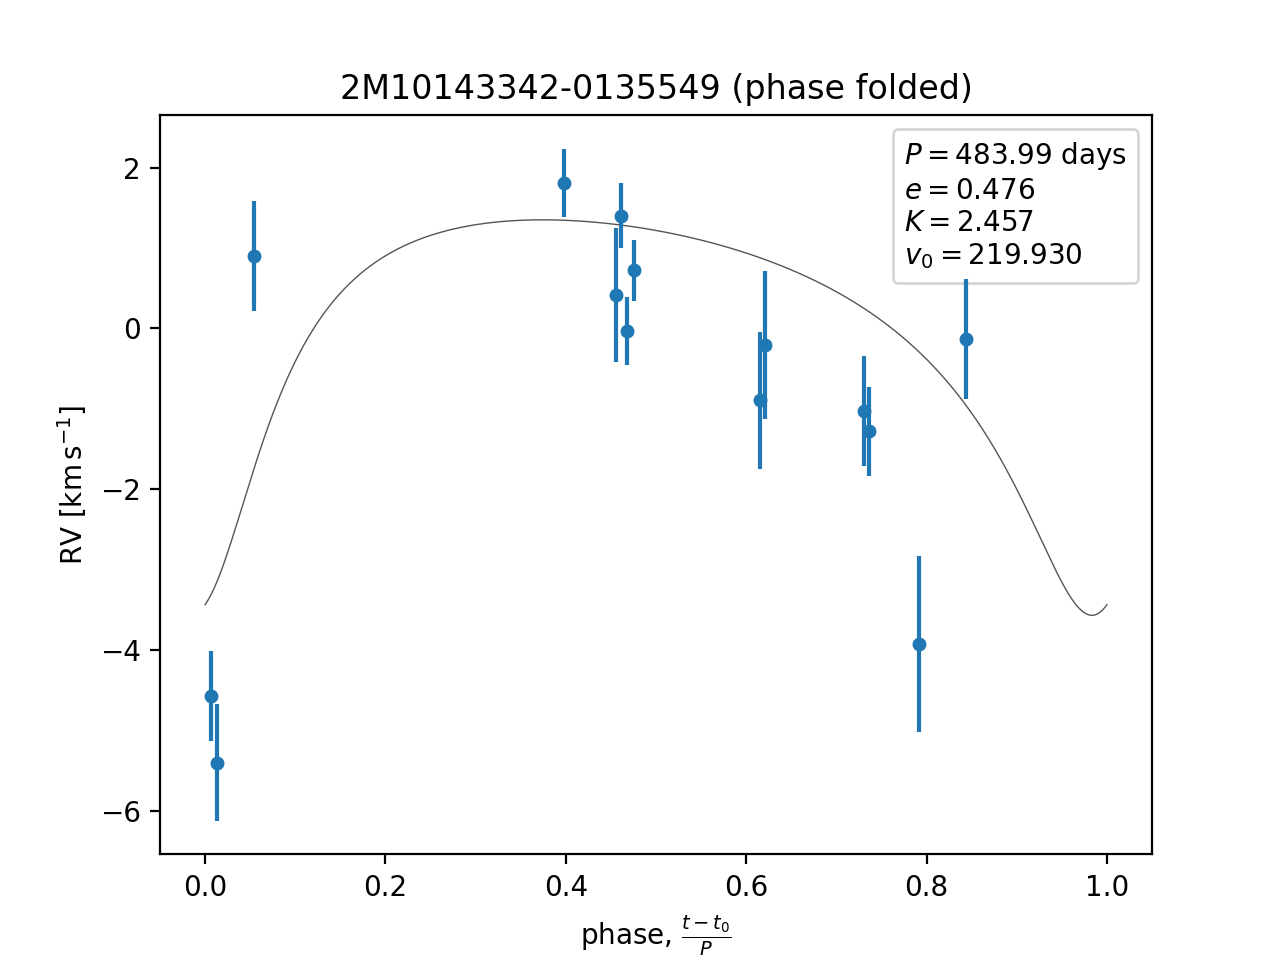 2M10143342-0135549 (phase folded)
P = 483.99 days
e = 0.476
K = 2.457
v₀ = 219.930
RV [km s⁻¹]
2
0
−2
−4
−6
0.0 0.2 0.4 0.6 0.8 1.0
phase, (t − t₀)/P